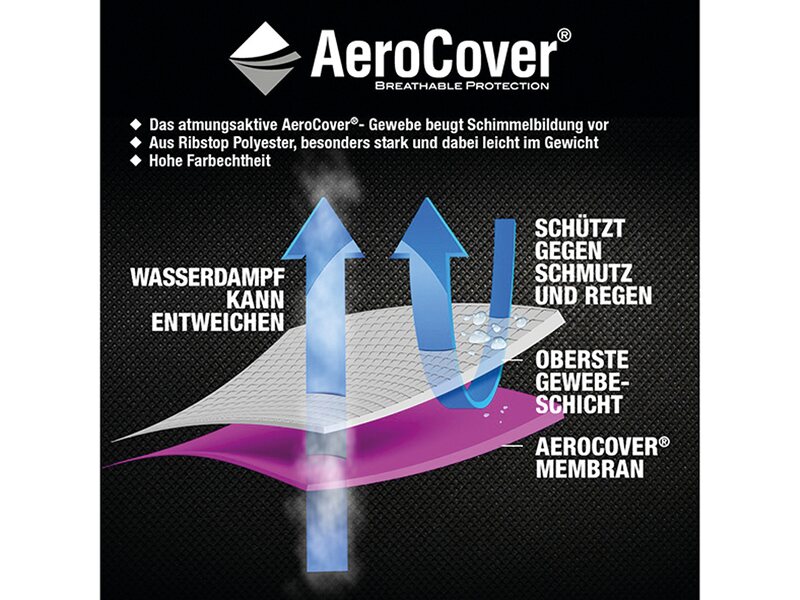 AeroCover®
BREATHABLE PROTECTION
◆ Das atmungsaktive AeroCover®- Gewebe beugt Schimmelbildung vor
◆ Aus Ribstop Polyester, besonders stark und dabei leicht im Gewicht
◆ Hohe Farbechtheit
WASSERDAMPF
KANN
ENTWEICHEN
SCHÜTZT
GEGEN
SCHMUTZ
UND REGEN
OBERSTE
GEWEBE-
SCHICHT
AEROCOVER®
MEMBRAN